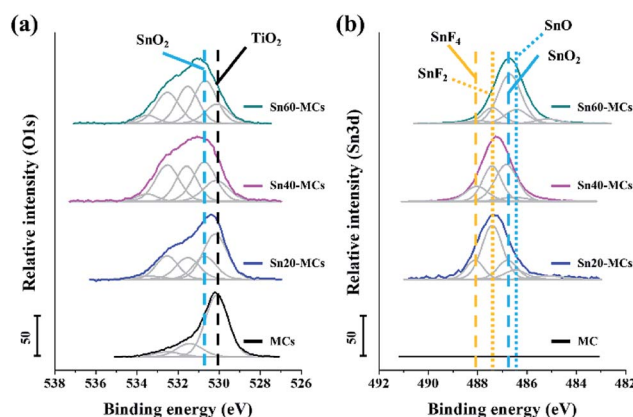 (a)
SnO2
TiO2
Sn60-MCs
Sn40-MCs
Sn20-MCs
MCs
50
Relative intensity (O1s)
538 536 534 532 530 528 526
Binding energy (eV)
(b)
SnF4
SnF2
SnO
SnO2
Sn60-MCs
Sn40-MCs
Sn20-MCs
MC
50
Relative intensity (Sn3d)
492 490 488 486 484 482
Binding energy (eV)